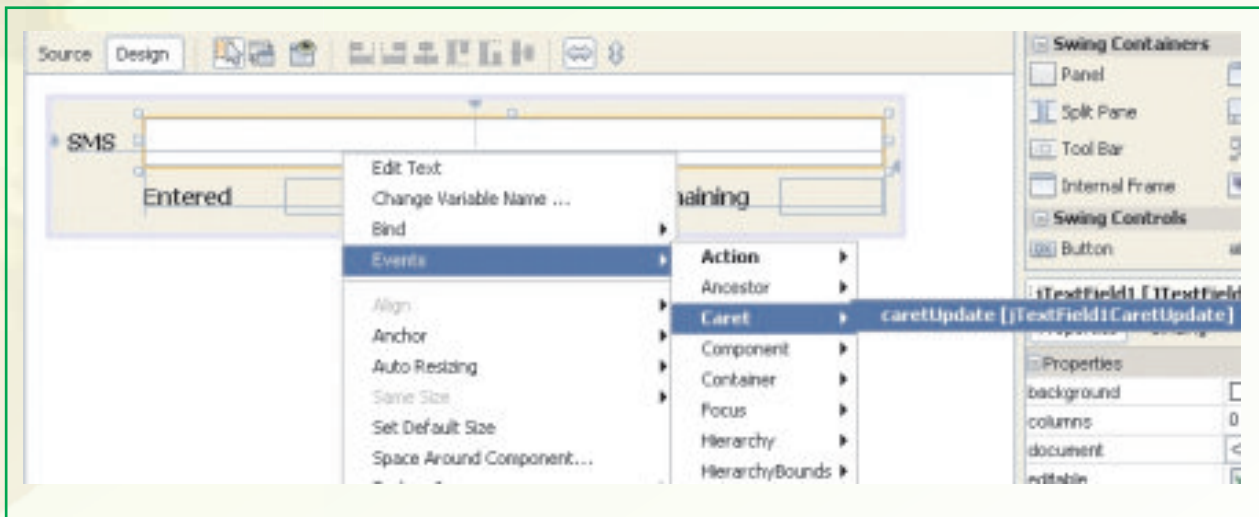 Source Design
SMS
Entered
aining
Edit Text
Change Variable Name ...
Bind
Events
Align
Anchor
Auto Resizing
Same Size
Set Default Size
Space Around Component...
Action
Ancestor
Caret
Component
Container
Focus
Hierarchy
HierarchyBounds
caretUpdate [jTextField1CaretUpdate]
Swing Containers
Panel
Split Pane
Tool Bar
Internal Frame
Swing Controls
Button
jTextField1 [JTextField
Properties
background
columns 0
document <
editable